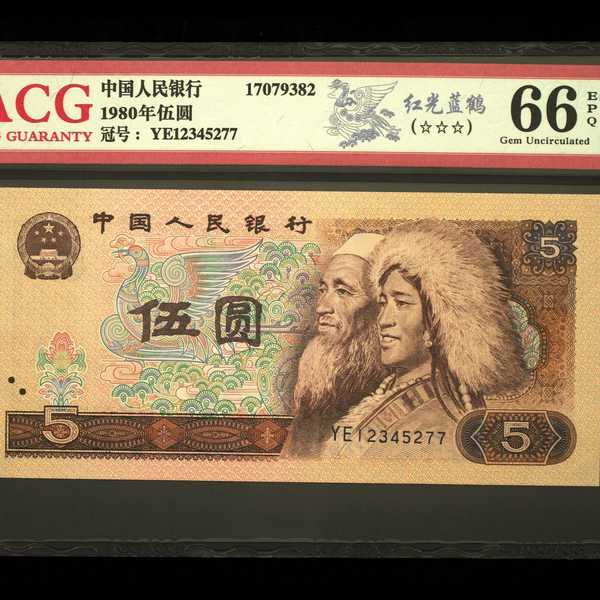 ACG
GUARANTY
中国人民银行
17079382
1980年伍圆
冠号：YE12345277
红光蓝鹤
(☆☆☆)
66
EPQ
Gem Uncirculated
中国人民银行
5
伍圆
YE12345277
5
5